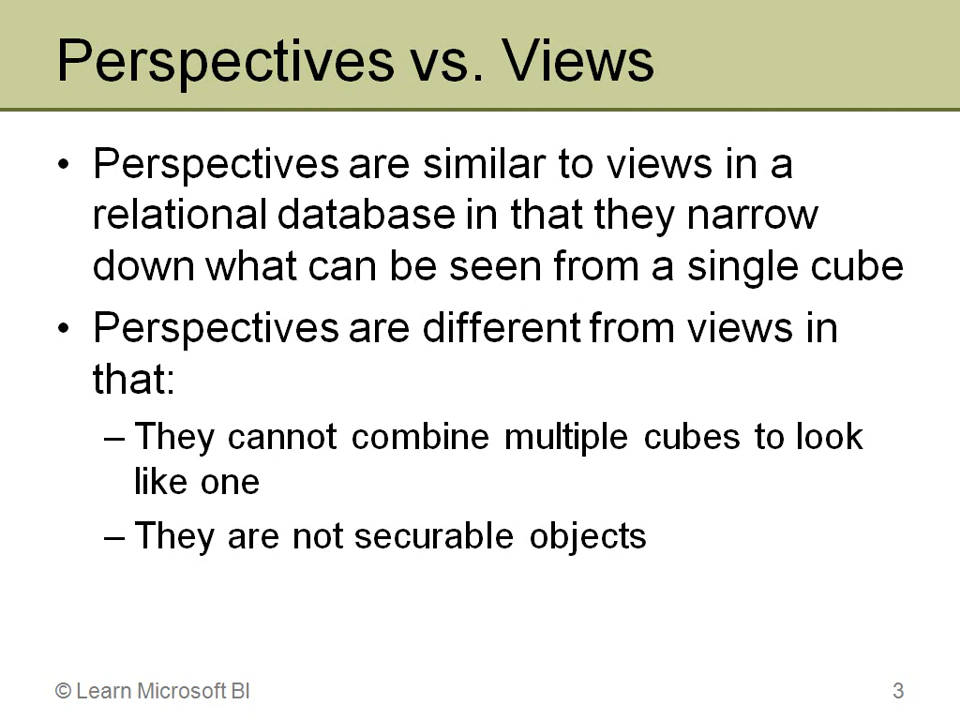 Perspectives vs. Views
• Perspectives are similar to views in a
relational database in that they narrow
down what can be seen from a single cube
• Perspectives are different from views in
that:
– They cannot combine multiple cubes to look
like one
– They are not securable objects
© Learn Microsoft BI
3